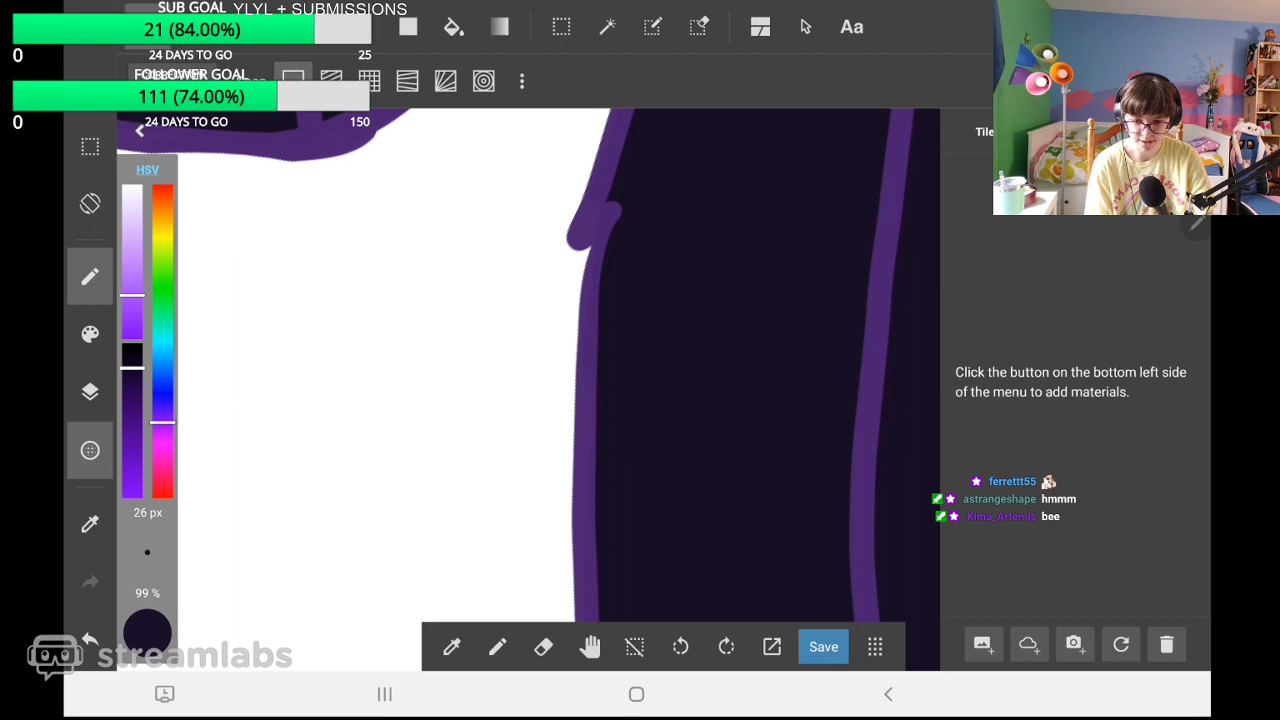 SUB GOAL
YLYL + SUBMISSIONS
21 (84.00%)
0
24 DAYS TO GO
25
FOLLOWER GOAL
111 (74.00%)
0
24 DAYS TO GO
150
Aa
HSV
26 px
99 %
Tile
Click the button on the bottom left side
of the menu to add materials.
ferrettt55
astrangeshape hmmm
Kima_Artemis bee
Save
streamlabs